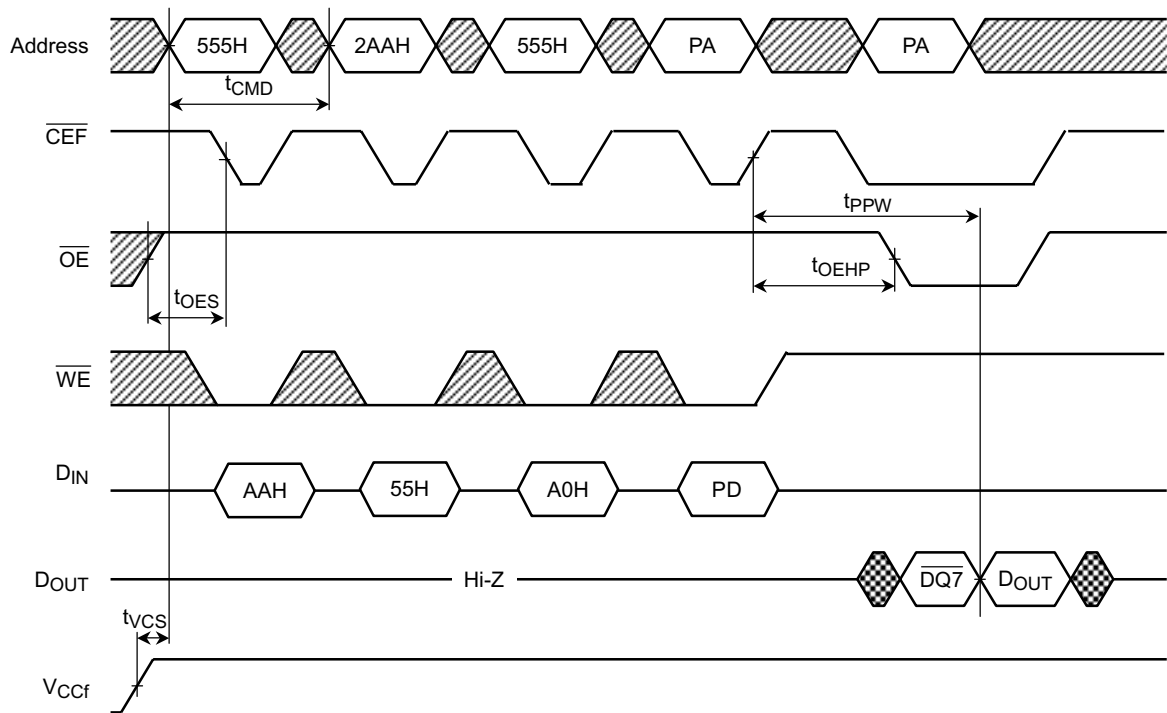 Address 555H 2AAH 555H PA PA
tCMD
CEF
tPPW
OE
tOEHP
tOES
WE
DIN AAH 55H A0H PD
DOUT Hi-Z DQ7 DOUT
tVCS
VCCf